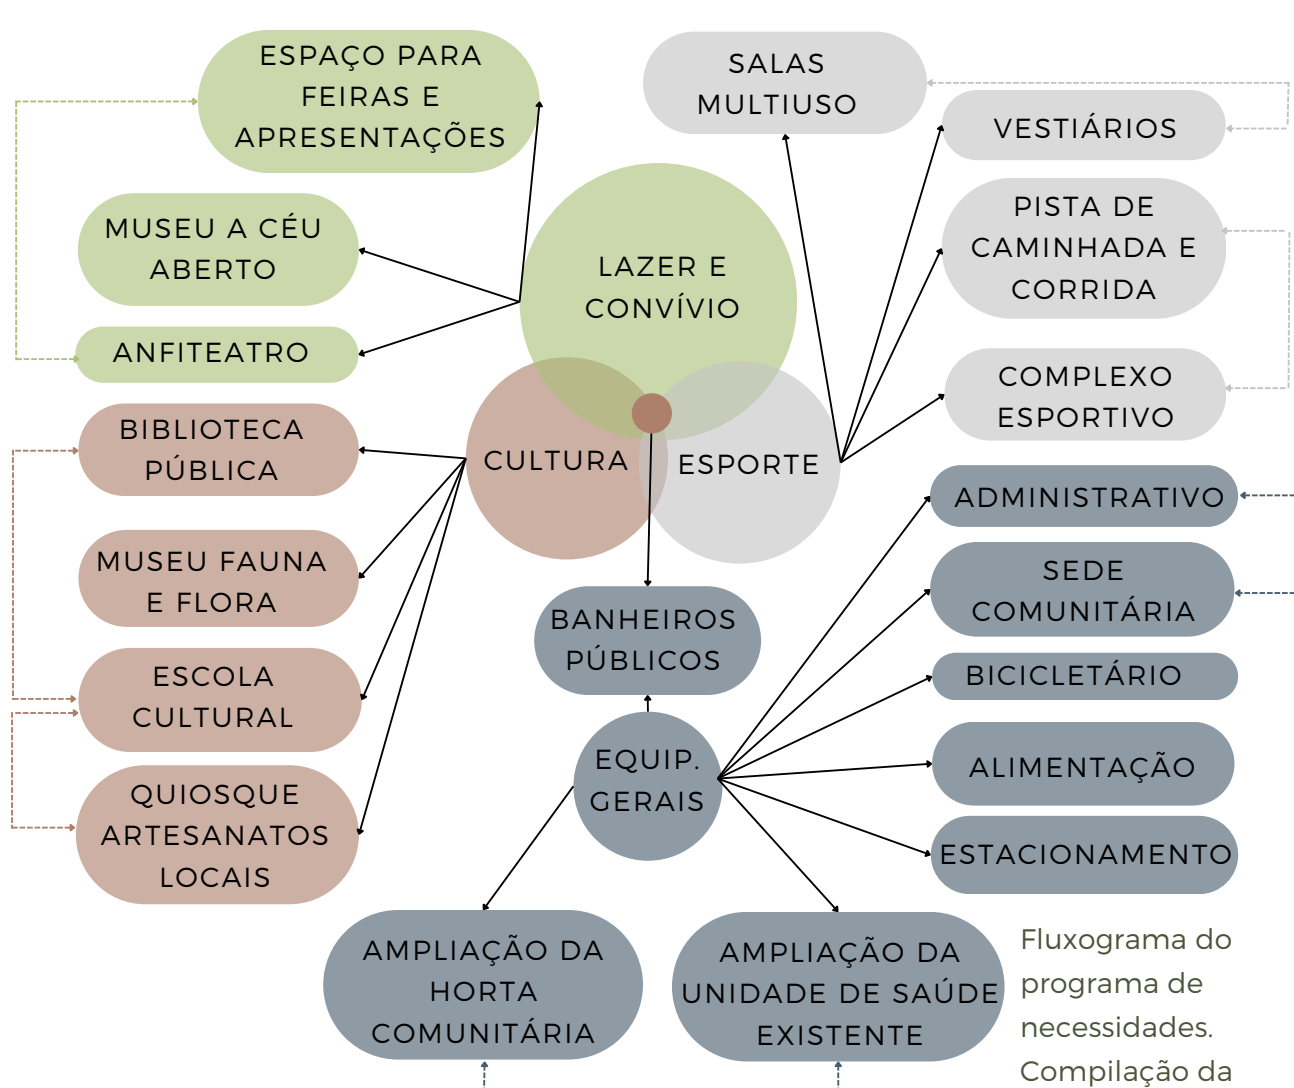 ESPAÇO PARA
FEIRAS E
APRESENTAÇÕES
MUSEU A CÉU
ABERTO
ANFITEATRO
BIBLIOTECA
PÚBLICA
MUSEU FAUNA
E FLORA
ESCOLA
CULTURAL
QUIOSQUE
ARTESANATOS
LOCAIS
LAZER E
CONVÍVIO
CULTURA
ESPORTE
SALAS
MULTIUSO
VESTIÁRIOS
PISTA DE
CAMINHADA E
CORRIDA
COMPLEXO
ESPORTIVO
BANHEIROS
PÚBLICOS
EQUIP.
GERAIS
ADMINISTRATIVO
SEDE
COMUNITÁRIA
BICICLETÁRIO
ALIMENTAÇÃO
ESTACIONAMENTO
AMPLIAÇÃO DA
HORTA
COMUNITÁRIA
AMPLIAÇÃO DA
UNIDADE DE SAÚDE
EXISTENTE
Fluxograma do
programa de
necessidades.
Compilação da